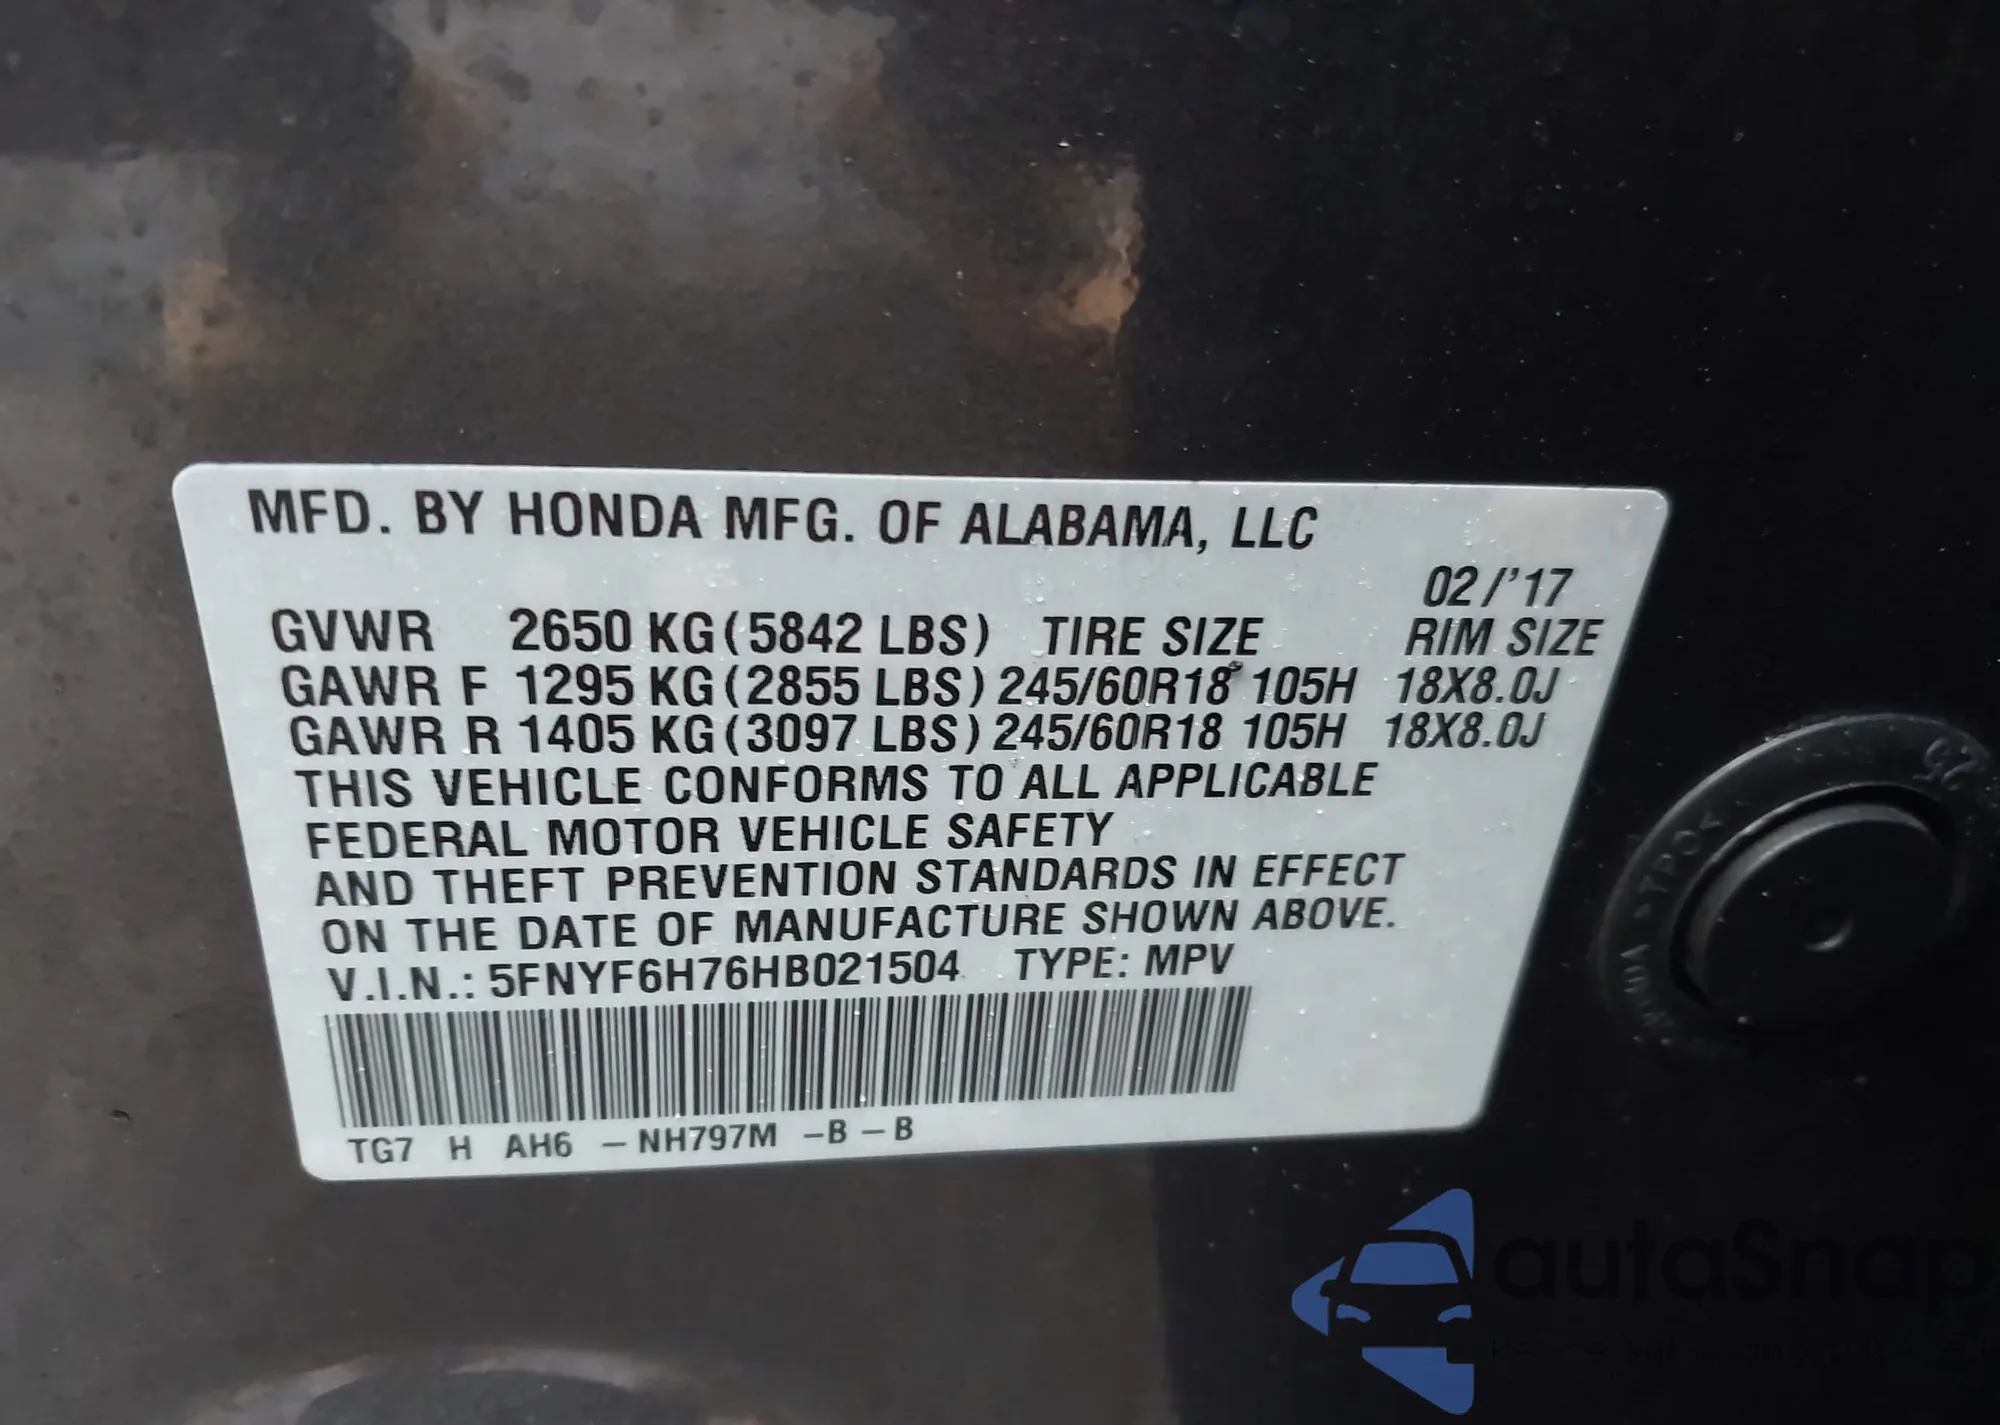 MFD. BY HONDA MFG. OF ALABAMA, LLC
02/'17
GVWR 2650 KG (5842 LBS) TIRE SIZE RIM SIZE
GAWR F 1295 KG (2855 LBS) 245/60R18 105H 18X8.0J
GAWR R 1405 KG (3097 LBS) 245/60R18 105H 18X8.0J
THIS VEHICLE CONFORMS TO ALL APPLICABLE
FEDERAL MOTOR VEHICLE SAFETY
AND THEFT PREVENTION STANDARDS IN EFFECT
ON THE DATE OF MANUFACTURE SHOWN ABOVE.
V.I.N.: 5FNYF6H76HB021504 TYPE: MPV
TG7 H AH6 -NH797M -B-B
>TPO<
autaSnap